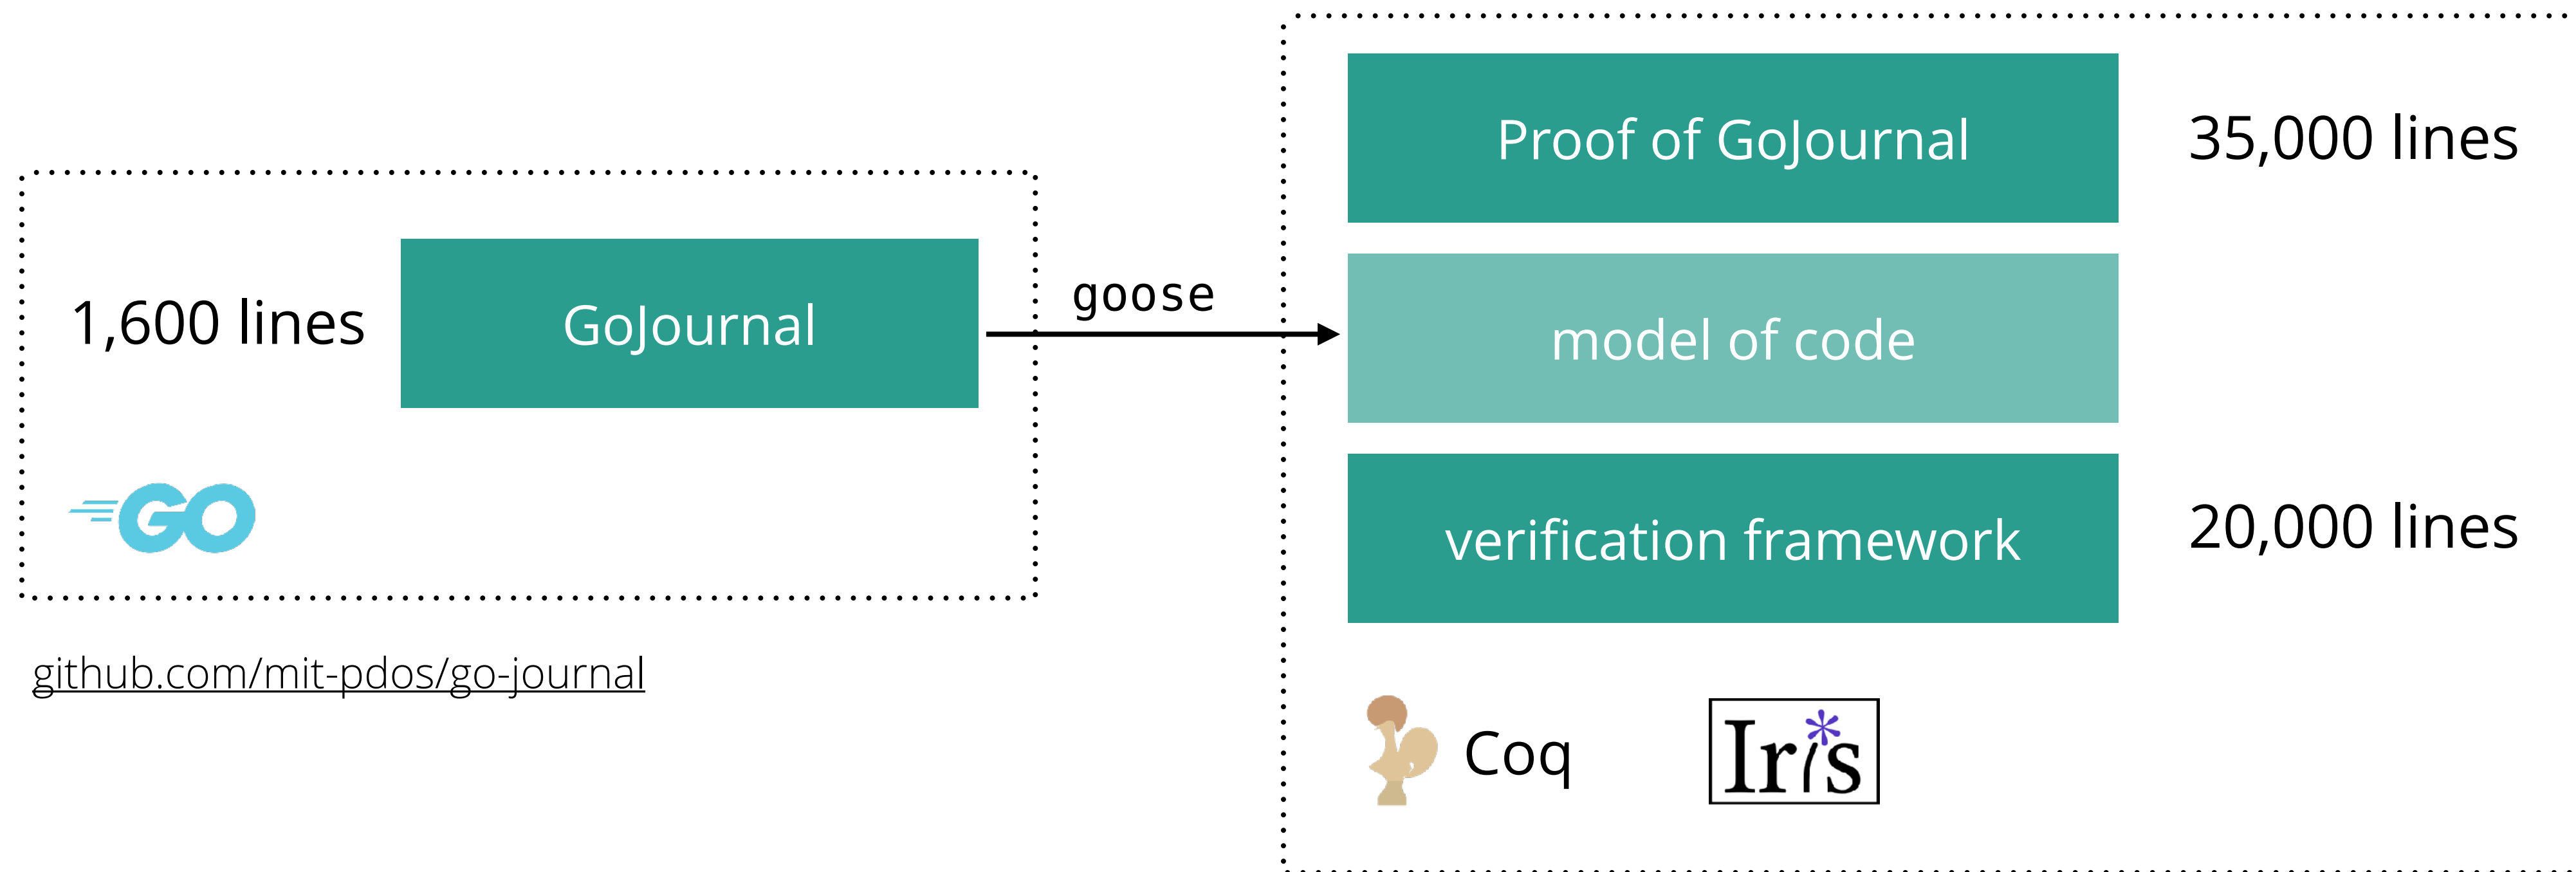 1,600 lines
GoJournal
GO
github.com/mit-pdos/go-journal
goose
Proof of GoJournal
35,000 lines
model of code
verification framework
20,000 lines
Coq
Iris